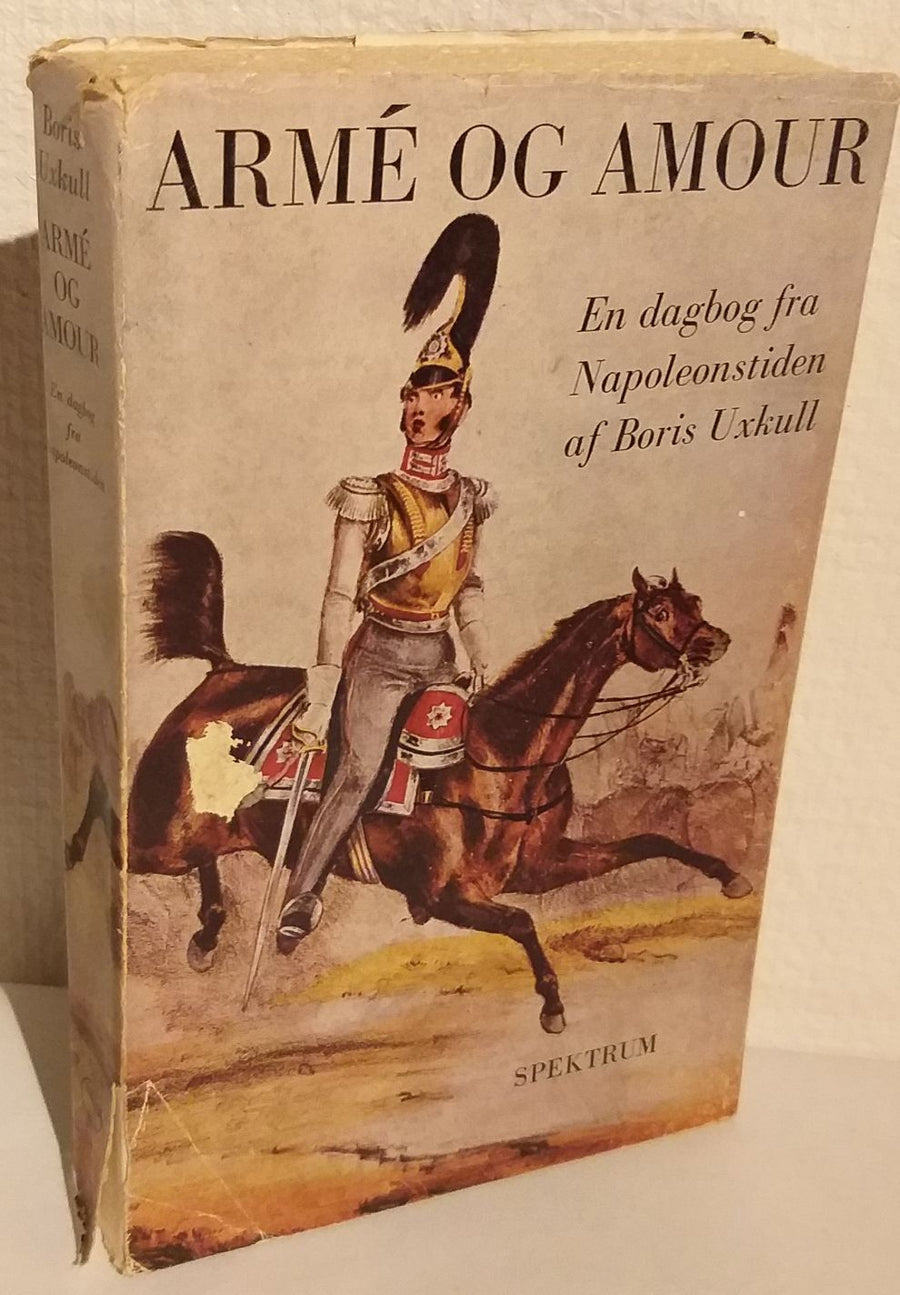 ARMÉ OG AMOUR
En dagbog fra
Napoleonstiden
af Boris Uxkull
SPEKTRUM
Boris
Uxkull
ARMÉ
OG
AMOUR
En dagbog
fra
Napoleonstiden